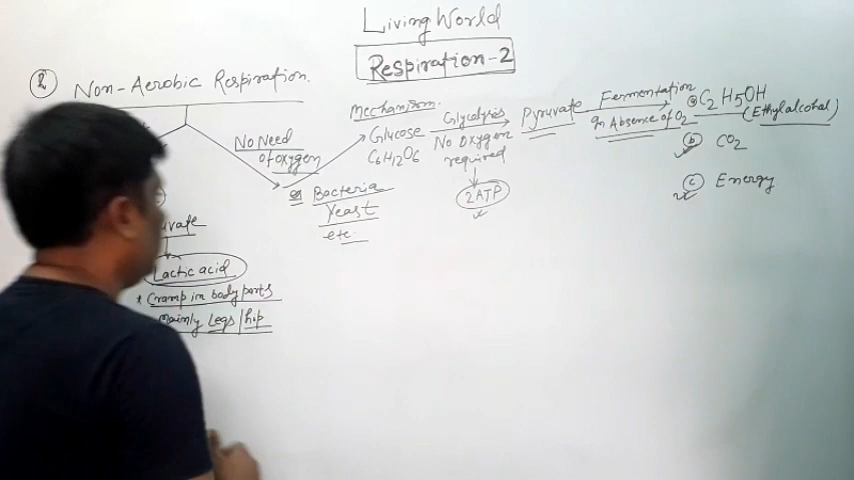 Living World
Respiration-2
2 Non-Aerobic Respiration.
No Need
of oxygen
Bacteria
Yeast
etc.
Mechanism.
Glucose
C6H12O6
Glycolysis
No oxygen
required
2ATP
Pyruvate
Fermentation
In Absence of O2
a C2H5OH
(Ethylalcohal)
b CO2
c Energy
Lactic acid
* Cramp in body parts
Mainly Legs/hip